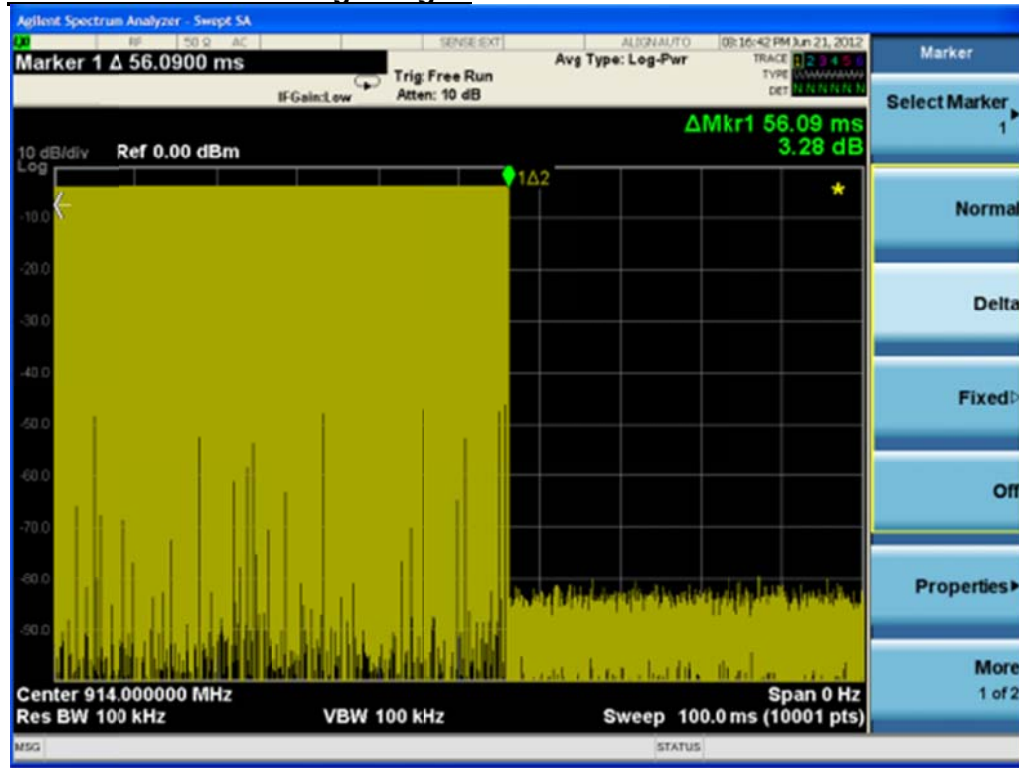 Agilent Spectrum Analyzer - Swept SA
RF 50 Ω AC SENSE:EXT ALIGN AUTO 08:16:42 PM Jun 21, 2012
Marker 1 Δ 56.0900 ms
IFGain:Low
Trig: Free Run
Atten: 10 dB
Avg Type: Log-Pwr
TRACE 1 2 3 4 5 6
TYPE
DET N N N N N N
ΔMkr1 56.09 ms
3.28 dB
10 dB/div Ref 0.00 dBm
Log
1Δ2
-10.0
-20.0
-30.0
-40.0
-50.0
-60.0
-70.0
-80.0
-90.0
Center 914.000000 MHz Span 0 Hz
Res BW 100 kHz VBW 100 kHz Sweep 100.0 ms (10001 pts)
MSG STATUS
Marker
Select Marker
1
Normal
Delta
Fixed
Off
Properties
More
1 of 2